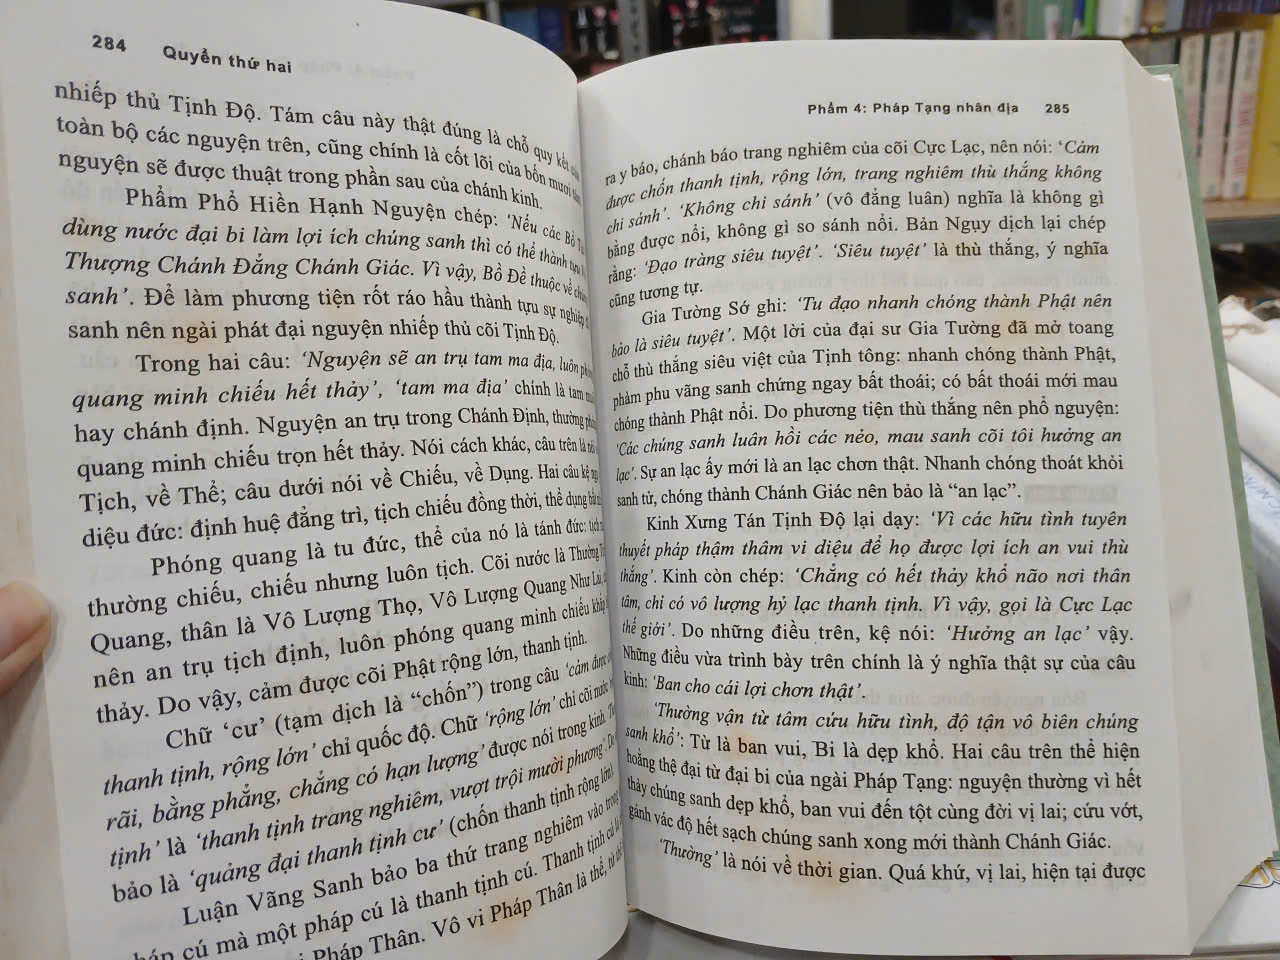 284 Quyển thứ hai
nhiếp thủ Tịnh Độ. Tám câu này thật đúng là chỗ quy kết
toàn bộ các nguyện trên, cũng chính là cốt lõi của bốn mươi
nguyện sẽ được thuật trong phần sau của chánh kinh.
Phẩm Phổ Hiền Hạnh Nguyện chép: ‘Nếu các Bồ
dùng nước đại bi làm lợi ích chúng sanh thì có thể thành tựu
Thượng Chánh Đẳng Chánh Giác. Vì vậy, Bồ Đề thuộc về chúng
sanh’. Để làm phương tiện rốt ráo hầu thành tựu sự nghiệp
sanh nên ngài phát đại nguyện nhiếp thủ cõi Tịnh Độ.
Trong hai câu: ‘Nguyện sẽ an trụ tam ma địa, luôn
quang minh chiếu hết thảy’, ‘tam ma địa’ chính là tam
hay chánh định. Nguyện an trụ trong Chánh Định, thường
quang minh chiếu trọn hết thảy. Nói cách khác, câu trên là
Tịch, về Thể; câu dưới nói về Chiếu, về Dụng. Hai câu kệ
diệu đức: định huệ đẳng trì, tịch chiếu đồng thời, thể dụng
Phóng quang là tu đức, thể của nó là tánh đức:
thường chiếu, chiếu nhưng luôn tịch. Cõi nước là Thường
Quang, thân là Vô Lượng Thọ, Vô Lượng Quang Như Lai,
nên an trụ tịch định, luôn phóng quang minh chiếu khắp
thảy. Do vậy, cảm được cõi Phật rộng lớn, thanh tịnh.
Chữ ‘cư’ (tạm dịch là “chốn”) trong câu ‘cảm được
thanh tịnh, rộng lớn’ chỉ quốc độ. Chữ ‘rộng lớn’ chỉ cõi nước
rãi, bằng phẳng, chẳng có hạn lượng’ được nói trong kinh.
tịnh’ là ‘thanh tịnh trang nghiêm, vượt trội mười phương’.
bảo là ‘quảng đại thanh tịnh cư’ (chốn thanh tịnh rộng lớn)
Luận Vãng Sanh bảo ba thứ trang nghiêm vào trong
pháp cú mà một pháp cú là thanh tịnh cú. Thanh tịnh cú
Pháp Thân. Vô vi Pháp Thân là thể,
Phẩm 4: Pháp Tạng nhân địa 285
ra y báo, chánh báo trang nghiêm của cõi Cực Lạc, nên nói: ‘Cảm
được chốn thanh tịnh, rộng lớn, trang nghiêm thù thắng không
chi sánh’. ‘Không chi sánh’ (vô đẳng luân) nghĩa là không gì
bằng được nổi, không gì so sánh nổi. Bản Ngụy dịch lại chép
rằng: ‘Đạo tràng siêu tuyệt’. ‘Siêu tuyệt’ là thù thắng, ý nghĩa
cũng tương tự.
Gia Tường Sớ ghi: ‘Tu đạo nhanh chóng thành Phật nên
bảo là siêu tuyệt’. Một lời của đại sư Gia Tường đã mở toang
chỗ thù thắng siêu việt của Tịnh tông: nhanh chóng thành Phật,
phàm phu vãng sanh chứng ngay bất thoái; có bất thoái mới mau
chóng thành Phật nổi. Do phương tiện thù thắng nên phổ nguyện:
‘Các chúng sanh luân hồi các nẻo, mau sanh cõi tôi hưởng an
lạc’. Sự an lạc ấy mới là an lạc chơn thật. Nhanh chóng thoát khỏi
sanh tử, chóng thành Chánh Giác nên bảo là “an lạc”.
Kinh Xưng Tán Tịnh Độ lại dạy: ‘Vì các hữu tình tuyên
thuyết pháp thậm thâm vi diệu để họ được lợi ích an vui thù
thắng’. Kinh còn chép: ‘Chẳng có hết thảy khổ não nơi thân
tâm, chỉ có vô lượng hỷ lạc thanh tịnh. Vì vậy, gọi là Cực Lạc
thế giới’. Do những điều trên, kệ nói: ‘Hưởng an lạc’ vậy.
Những điều vừa trình bày trên chính là ý nghĩa thật sự của câu
kinh: ‘Ban cho cái lợi chơn thật’.
‘Thường vận từ tâm cứu hữu tình, độ tận vô biên chúng
sanh khổ’: Từ là ban vui, Bi là dẹp khổ. Hai câu trên thể hiện
hoằng thệ đại từ đại bi của ngài Pháp Tạng: nguyện thường vì hết
thảy chúng sanh dẹp khổ, ban vui đến tột cùng đời vị lai; cứu vớt,
gánh vác độ hết sạch chúng sanh xong mới thành Chánh Giác.
‘Thường’ là nói về thời gian. Quá khứ, vị lai, hiện tại được